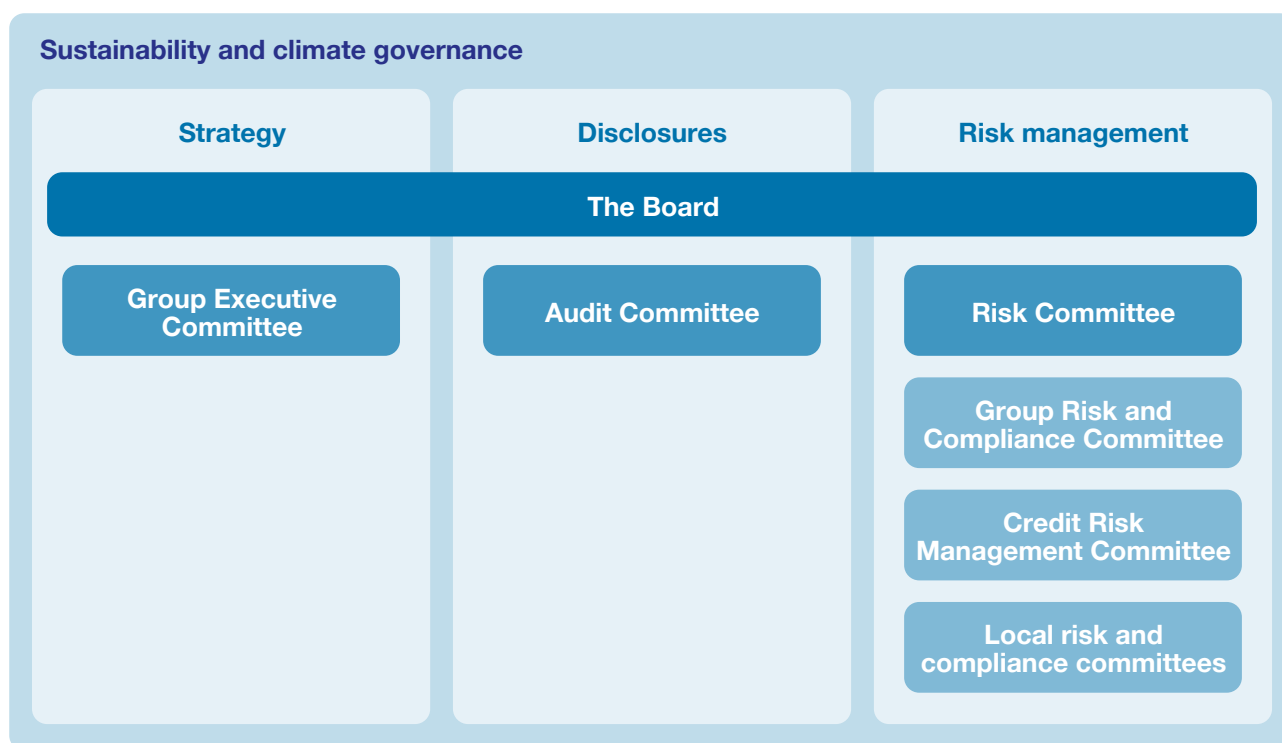 Sustainability and climate governance
Strategy
Disclosures
Risk management
The Board
Group Executive
Committee
Audit Committee
Risk Committee
Group Risk and
Compliance Committee
Credit Risk
Management Committee
Local risk and
compliance committees